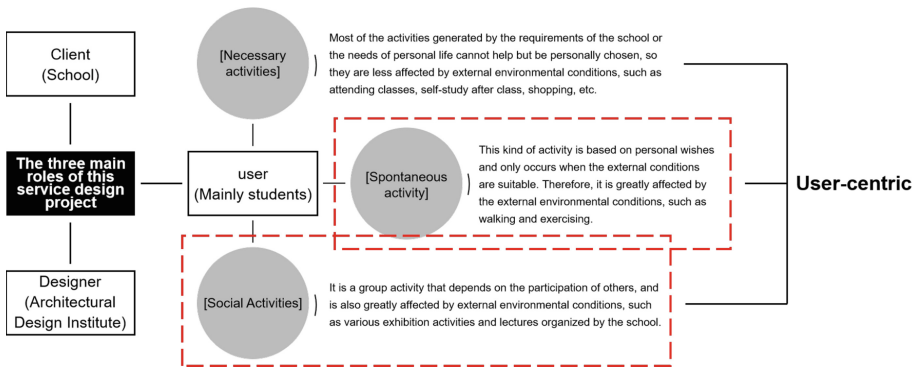 Client
(School)
The three main
roles of this
service design
project
Designer
(Architectural
Design Institute)
user
(Mainly students)
[Necessary
activities]
Most of the activities generated by the requirements of the school or
the needs of personal life cannot help but be personally chosen, so
they are less affected by external environmental conditions, such as
attending classes, self-study after class, shopping, etc.
[Spontaneous
activity]
This kind of activity is based on personal wishes
and only occurs when the external conditions
are suitable. Therefore, it is greatly affected by
the external environmental conditions, such as
walking and exercising.
[Social Activities]
It is a group activity that depends on the participation of others, and
is also greatly affected by external environmental conditions, such
as various exhibition activities and lectures organized by the school.
User-centric